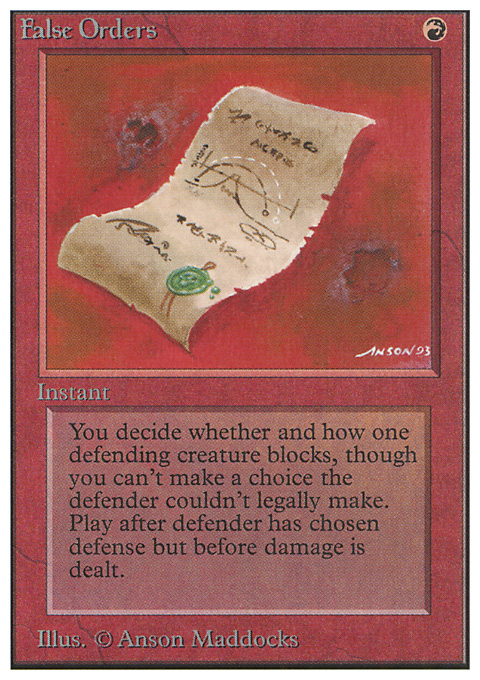 False Orders
ANSON 93
Instant
You decide whether and how one
defending creature blocks, though
you can't make a choice the
defender couldn't legally make.
Play after defender has chosen
defense but before damage is
dealt.
Illus. © Anson Maddocks